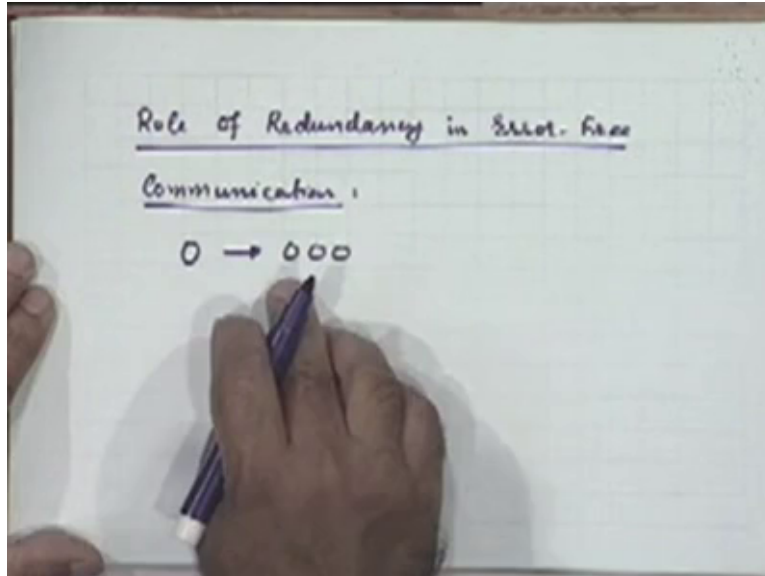 Role of Redundancy in Error-Free
Communication :
0 → 000